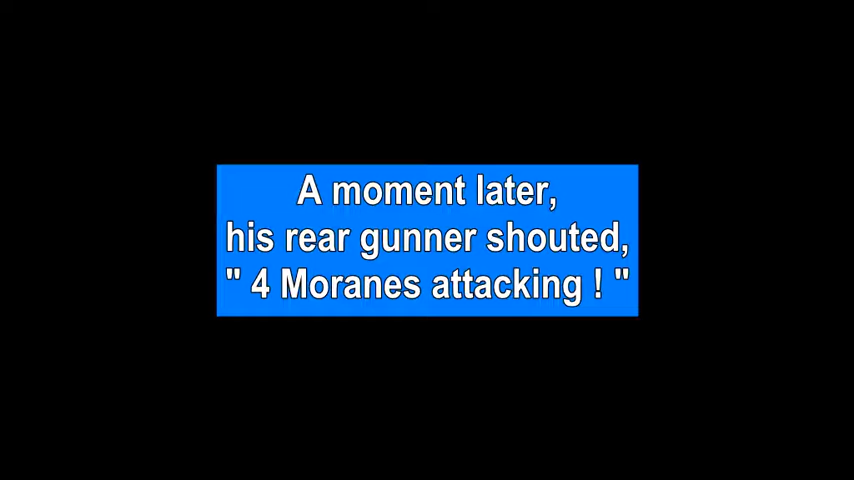 A moment later,
his rear gunner shouted,
" 4 Moranes attacking ! "